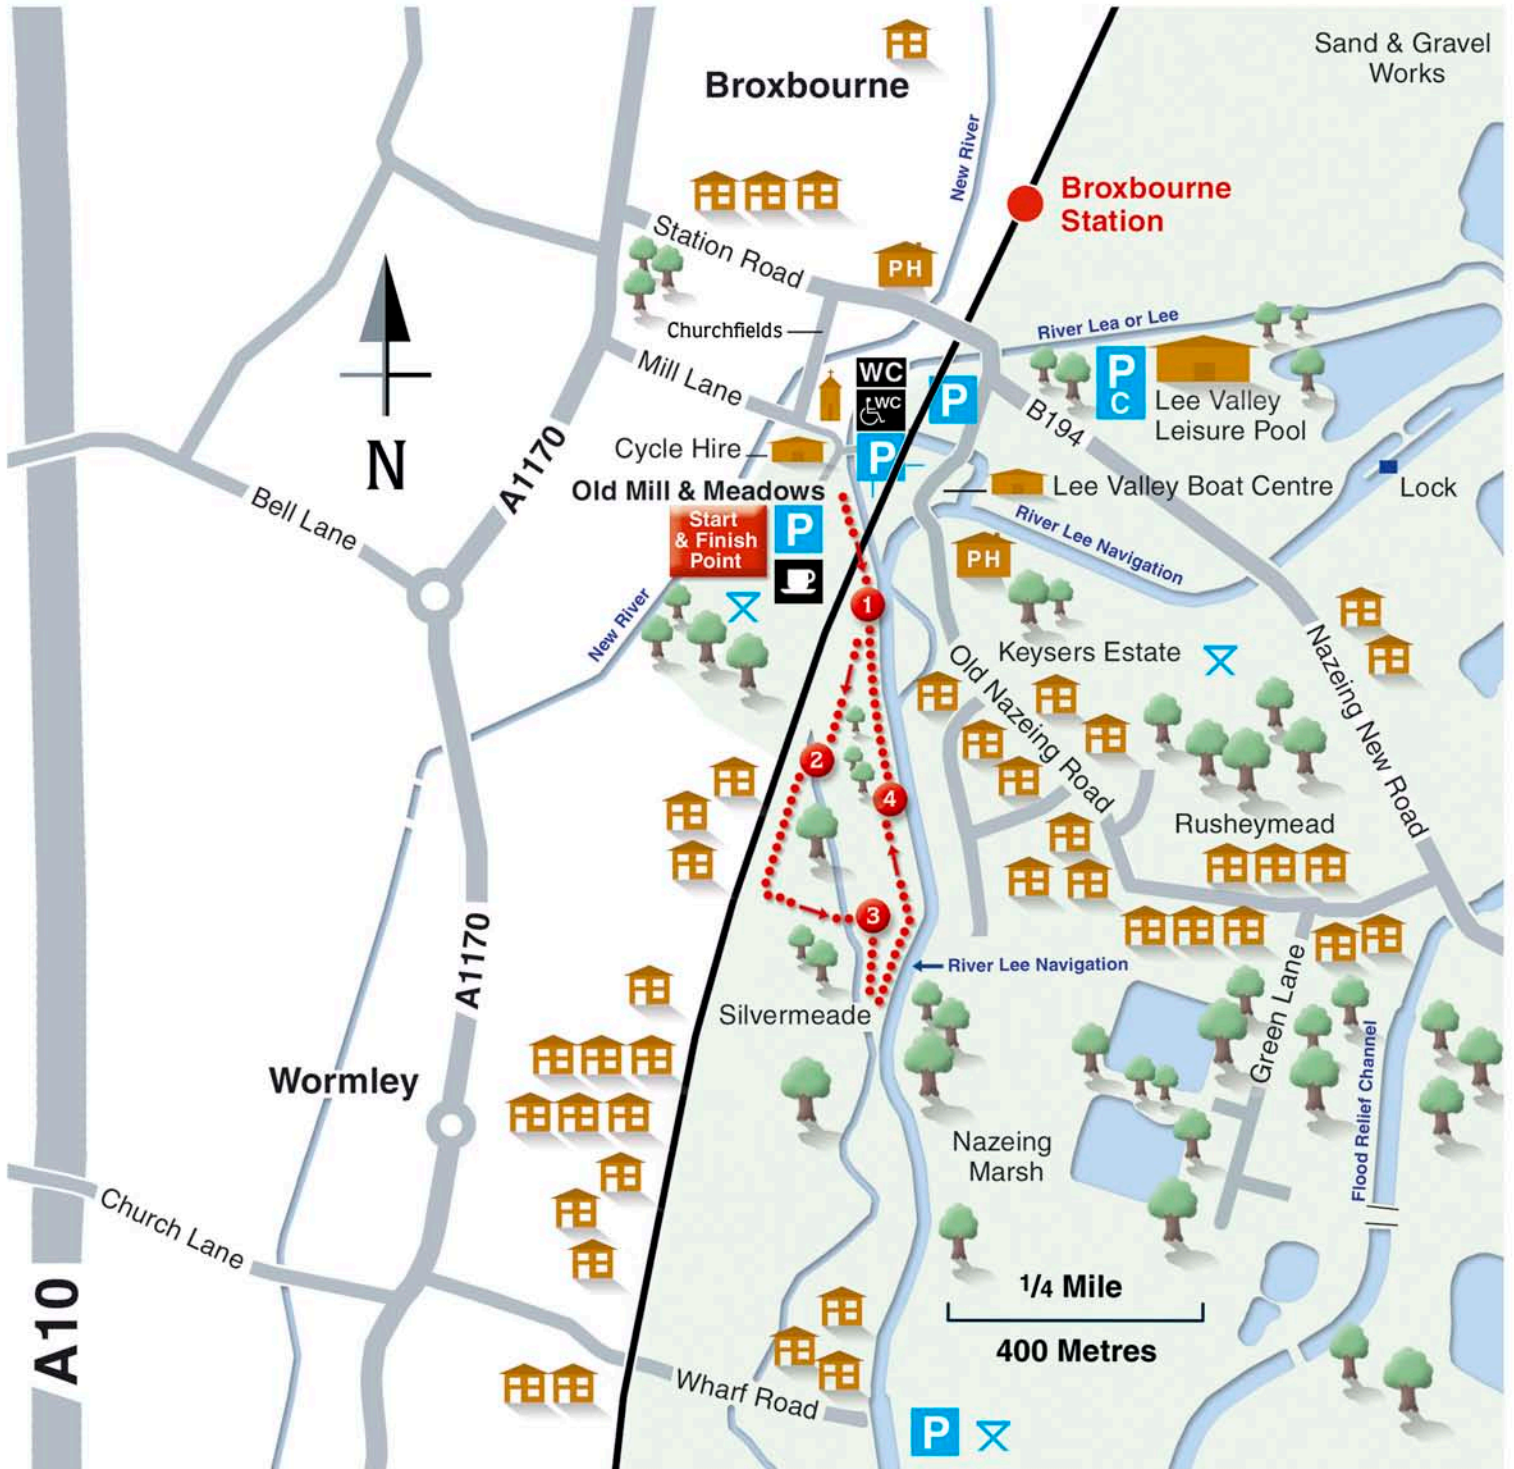 Sand & Gravel
Works
Broxbourne
New River
Broxbourne
Station
Station Road
PH
Churchfields
River Lea or Lee
Mill Lane
WC
WC
P
P
C
Lee Valley
Leisure Pool
B194
Cycle Hire
P
N
A1170
Old Mill & Meadows
Lee Valley Boat Centre
Lock
Bell Lane
Start
& Finish
Point
P
River Lee Navigation
PH
1
New River
Keysers Estate
Old Nazeing Road
Nazeing New Road
2
4
Rusheymead
3
A1170
River Lee Navigation
Silvermeade
Green Lane
Wormley
Flood Relief Channel
Nazeing
Marsh
Church Lane
A10
1/4 Mile
400 Metres
Wharf Road
P